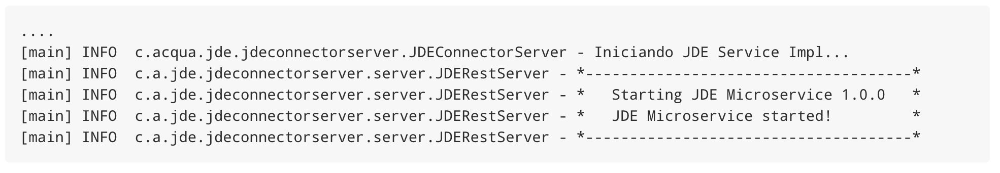 ....
[main] INFO  c.acqua.jde.jdeconnectorserver.JDEConnectorServer - Iniciando JDE Service Impl...
[main] INFO  c.a.jde.jdeconnectorserver.server.JDERestServer - *-------------------------------------*
[main] INFO  c.a.jde.jdeconnectorserver.server.JDERestServer - *   Starting JDE Microservice 1.0.0   *
[main] INFO  c.a.jde.jdeconnectorserver.server.JDERestServer - *   JDE Microservice started!         *
[main] INFO  c.a.jde.jdeconnectorserver.server.JDERestServer - *-------------------------------------*